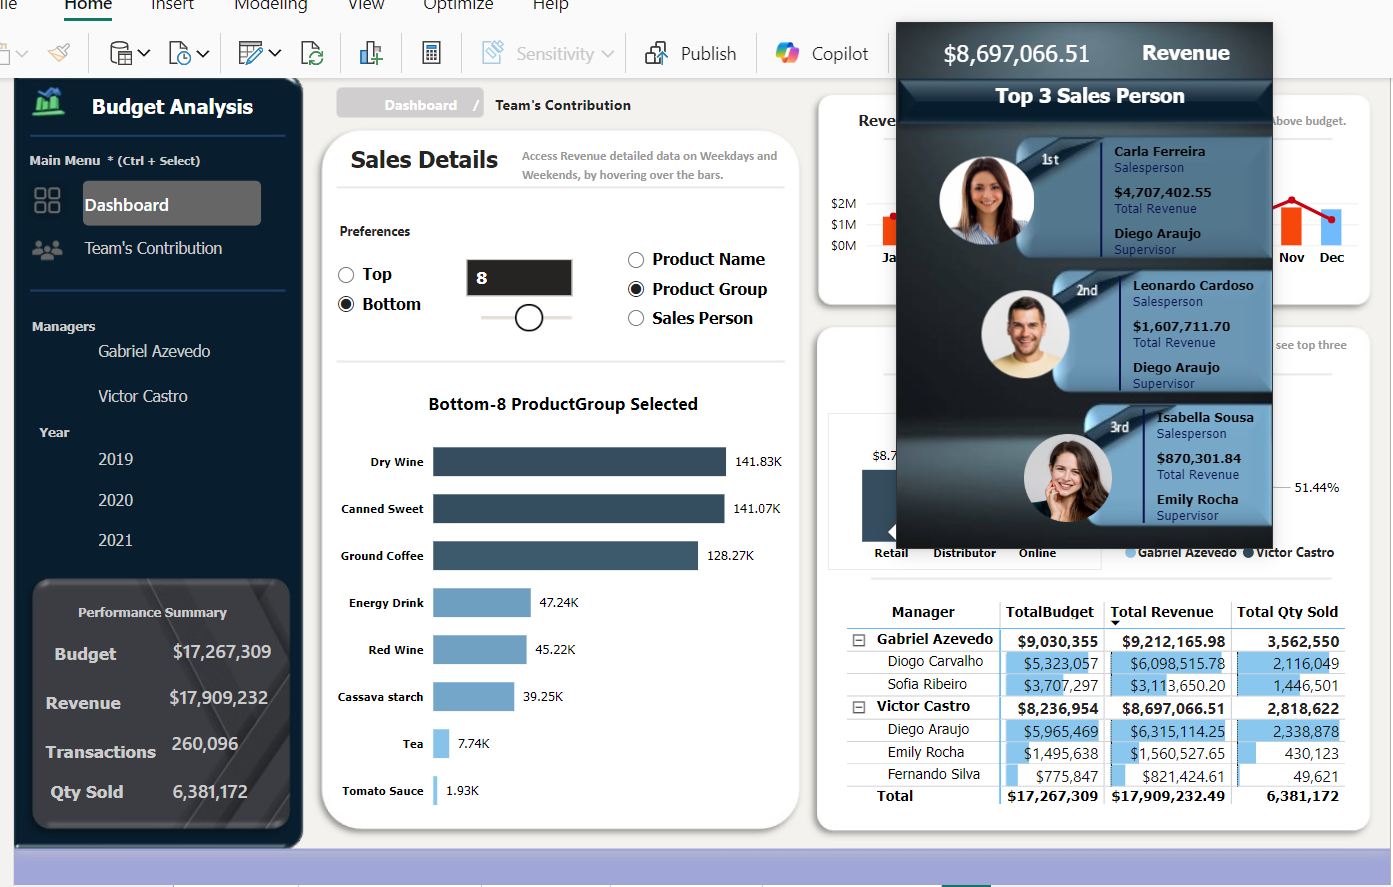 Home Insert Modeling View Optimize Help
Sensitivity Publish Copilot
Budget Analysis
Main Menu * (Ctrl + Select)
Dashboard
Team's Contribution
Managers
Gabriel Azevedo
Victor Castro
Year
2019
2020
2021
Performance Summary
Budget $17,267,309
Revenue $17,909,232
Transactions 260,096
Qty Sold 6,381,172
Dashboard / Team's Contribution
Sales Details
Access Revenue detailed data on Weekdays and
Weekends, by hovering over the bars.
Preferences
Top
Bottom
8
Product Name
Product Group
Sales Person
Bottom-8 ProductGroup Selected
Dry Wine 141.83K
Canned Sweet 141.07K
Ground Coffee 128.27K
Energy Drink 47.24K
Red Wine 45.22K
Cassava starch 39.25K
Tea 7.74K
Tomato Sauce 1.93K
$8,697,066.51 Revenue
Top 3 Sales Person
1st
Carla Ferreira
Salesperson
$4,707,402.55
Total Revenue
Diego Araujo
Supervisor
2nd
Leonardo Cardoso
Salesperson
$1,607,711.70
Total Revenue
Diego Araujo
Supervisor
3rd
Isabella Sousa
Salesperson
$870,301.84
Total Revenue
Emily Rocha
Supervisor
above budget.
$2M
$1M
$0M
Nov Dec
see top three
$8.7
51.44%
Retail Distributor Online
Gabriel Azevedo Victor Castro
Manager TotalBudget Total Revenue Total Qty Sold
Gabriel Azevedo $9,030,355 $9,212,165.98 3,562,550
Diogo Carvalho $5,323,057 $6,098,515.78 2,116,049
Sofia Ribeiro $3,707,297 $3,113,650.20 1,446,501
Victor Castro $8,236,954 $8,697,066.51 2,818,622
Diego Araujo $5,965,469 $6,315,114.25 2,338,878
Emily Rocha $1,495,638 $1,560,527.65 430,123
Fernando Silva $775,847 $821,424.61 49,621
Total $17,267,309 $17,909,232.49 6,381,172